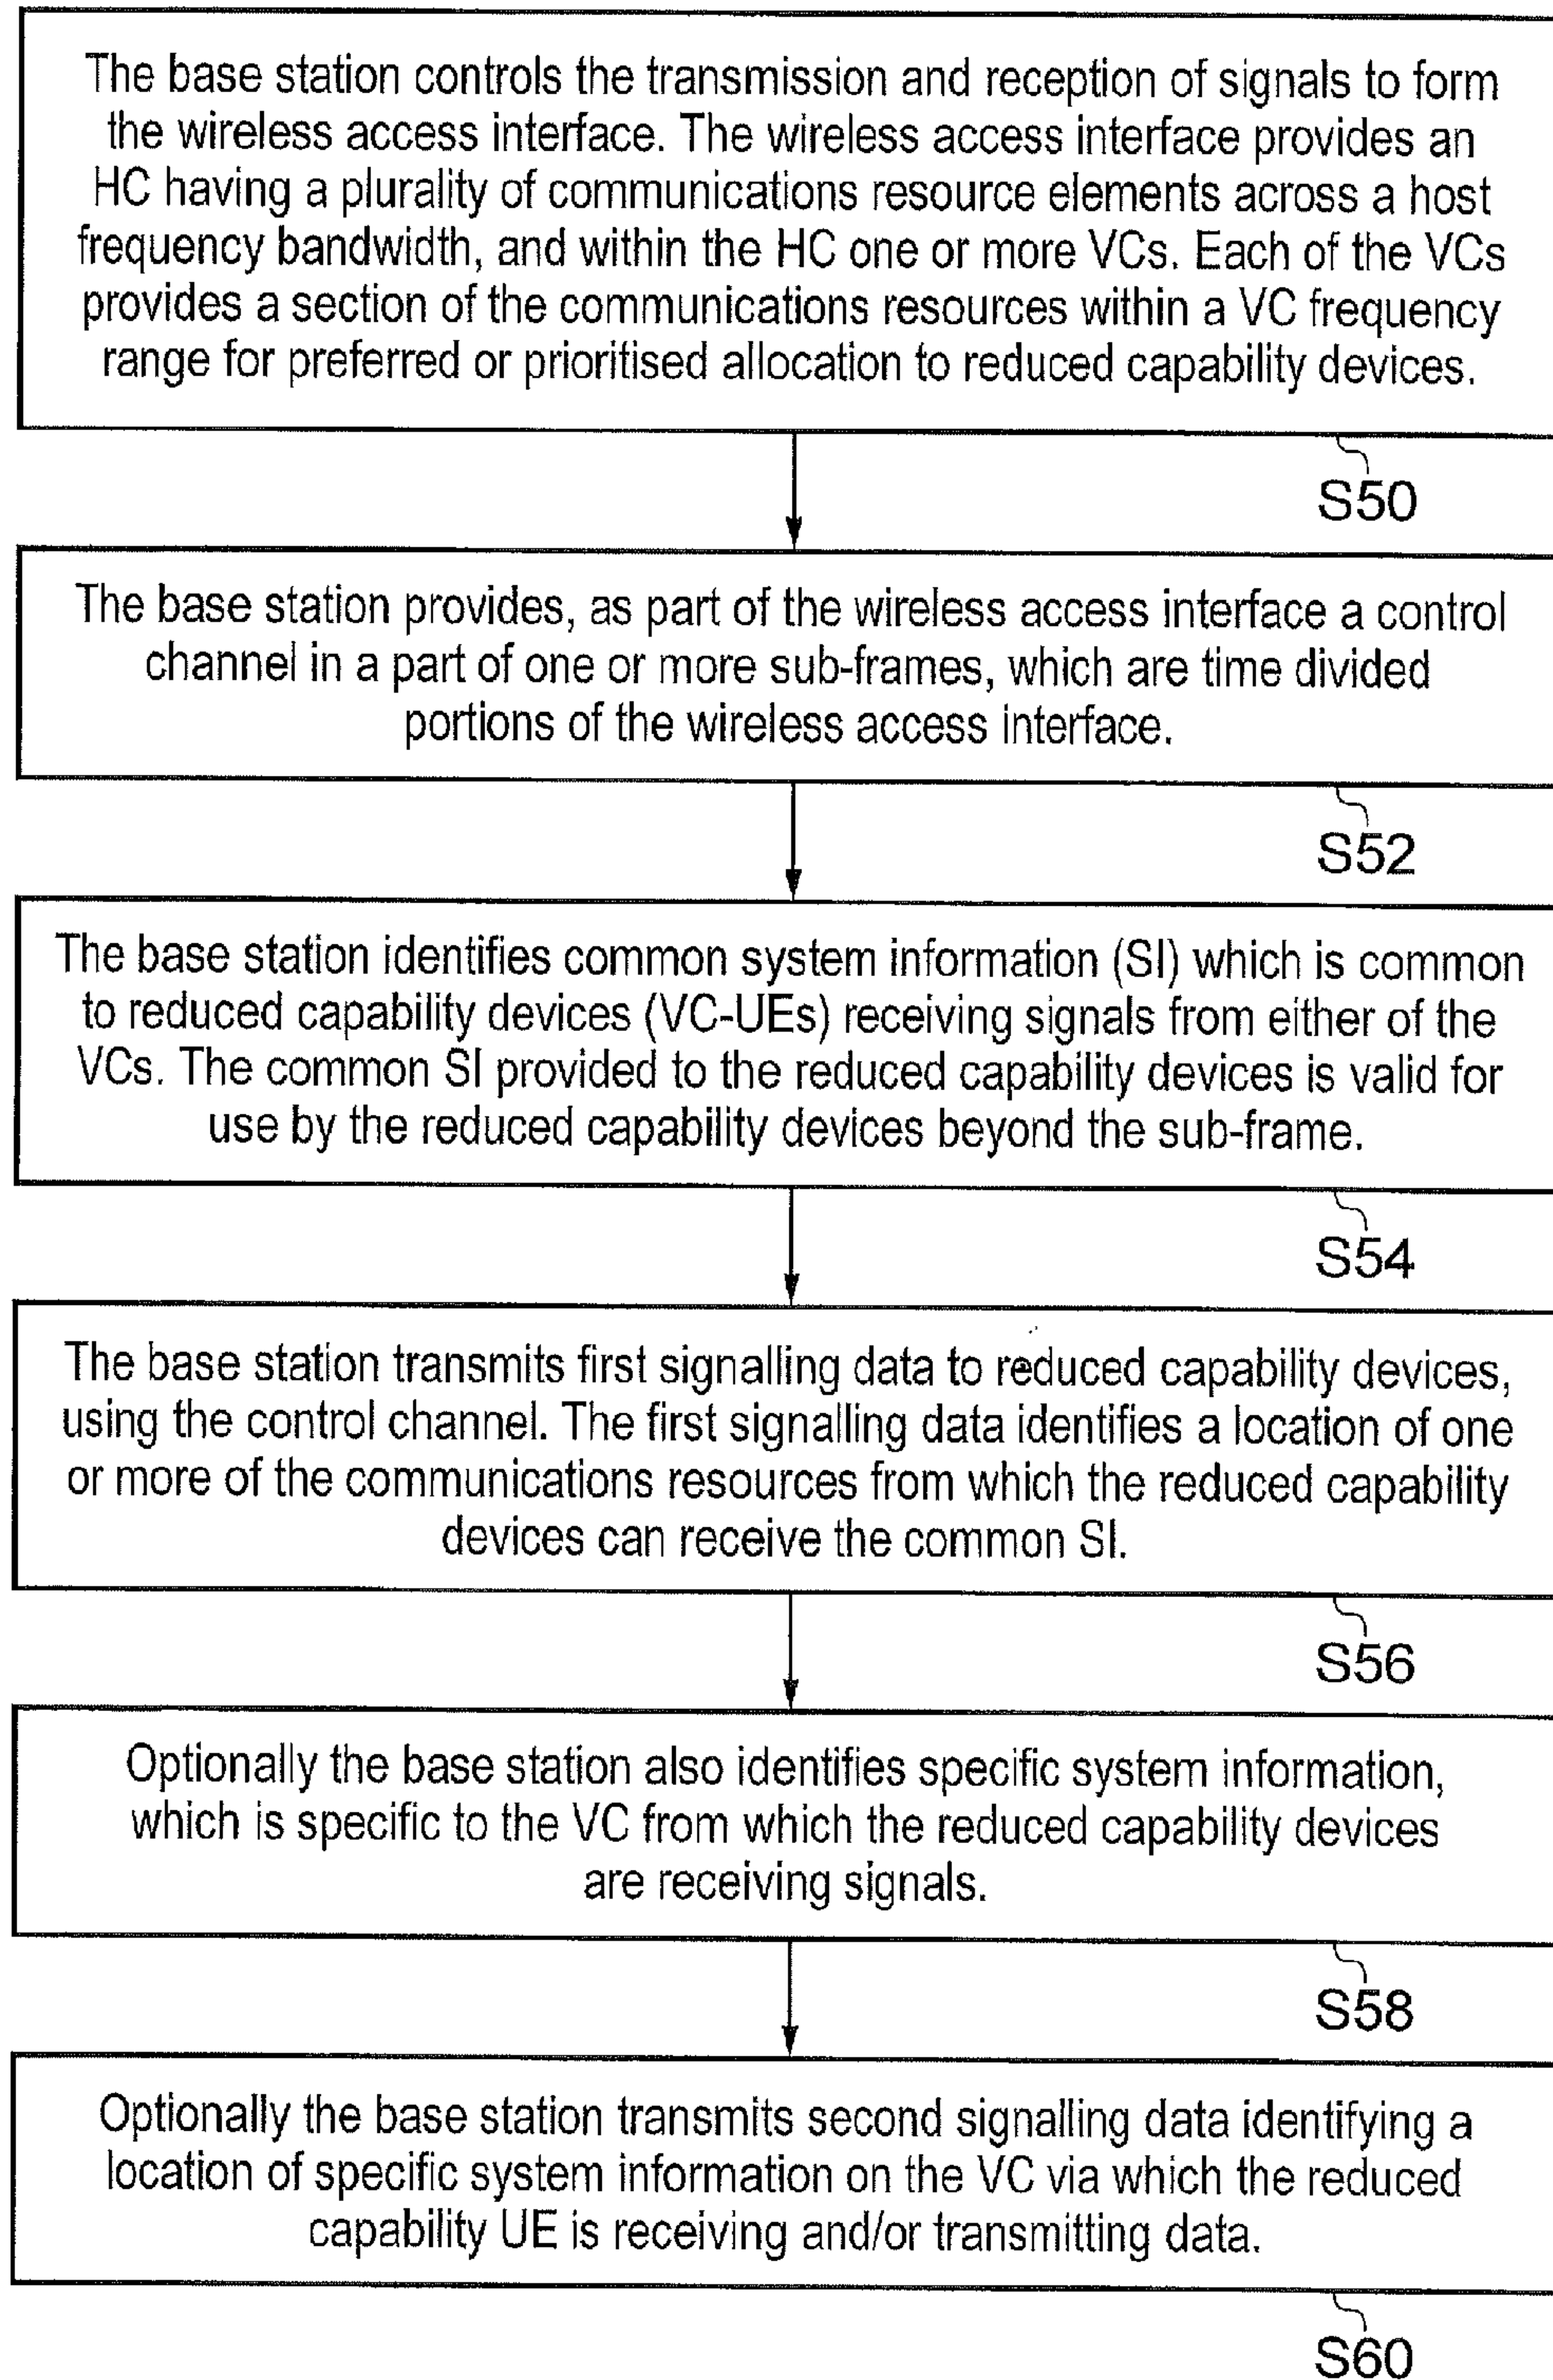 The base station controls the transmission and reception of signals to form
the wireless access interface. The wireless access interface provides an
HC having a plurality of communications resource elements across a host
frequency bandwidth, and within the HC one or more VCs. Each of the VCs
provides a section of the communications resources within a VC frequency
range for preferred or prioritised allocation to reduced capability devices.
S50
The base station provides, as part of the wireless access interface a control
channel in a part of one or more sub-frames, which are time divided
portions of the wireless access interface.
S52
The base station identifies common system information (SI) which is common
to reduced capability devices (VC-UEs) receiving signals from either of the
VCs. The common SI provided to the reduced capability devices is valid for
use by the reduced capability devices beyond the sub-frame.
S54
The base station transmits first signalling data to reduced capability devices,
using the control channel. The first signalling data identifies a location of one
or more of the communications resources from which the reduced capability
devices can receive the common SI.
S56
Optionally the base station also identifies specific system information,
which is specific to the VC from which the reduced capability devices
are receiving signals.
S58
Optionally the base station transmits second signalling data identifying a
location of specific system information on the VC via which the reduced
capability UE is receiving and/or transmitting data.
S60